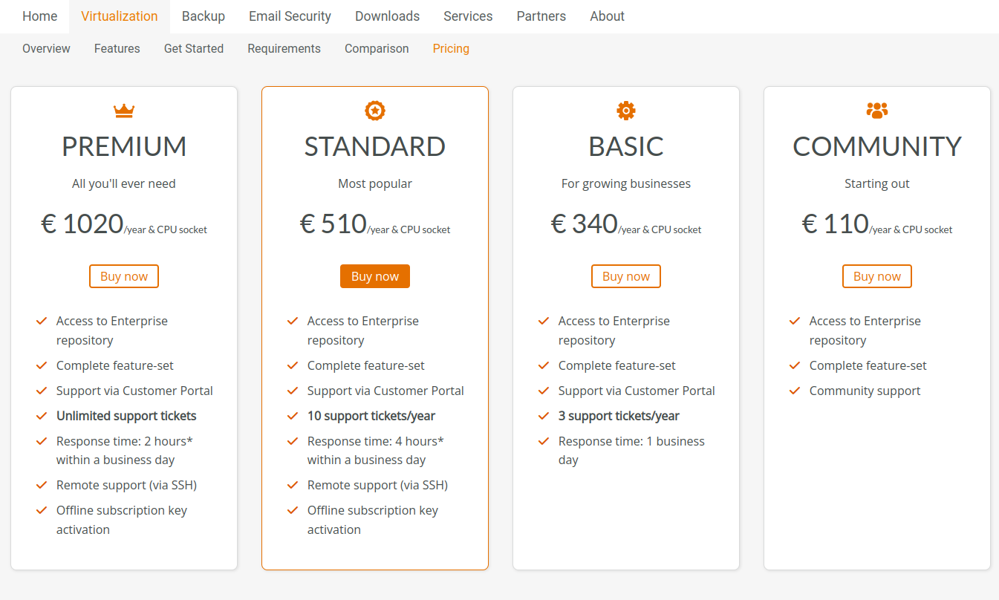 Home Virtualization Backup Email Security Downloads Services Partners About
Overview Features Get Started Requirements Comparison Pricing
PREMIUM
All you'll ever need
€ 1020/year & CPU socket
Buy now
Access to Enterprise
repository
Complete feature-set
Support via Customer Portal
Unlimited support tickets
Response time: 2 hours*
within a business day
Remote support (via SSH)
Offline subscription key
activation
STANDARD
Most popular
€ 510/year & CPU socket
Buy now
Access to Enterprise
repository
Complete feature-set
Support via Customer Portal
10 support tickets/year
Response time: 4 hours*
within a business day
Remote support (via SSH)
Offline subscription key
activation
BASIC
For growing businesses
€ 340/year & CPU socket
Buy now
Access to Enterprise
repository
Complete feature-set
Support via Customer Portal
3 support tickets/year
Response time: 1 business
day
COMMUNITY
Starting out
€ 110/year & CPU socket
Buy now
Access to Enterprise
repository
Complete feature-set
Community support